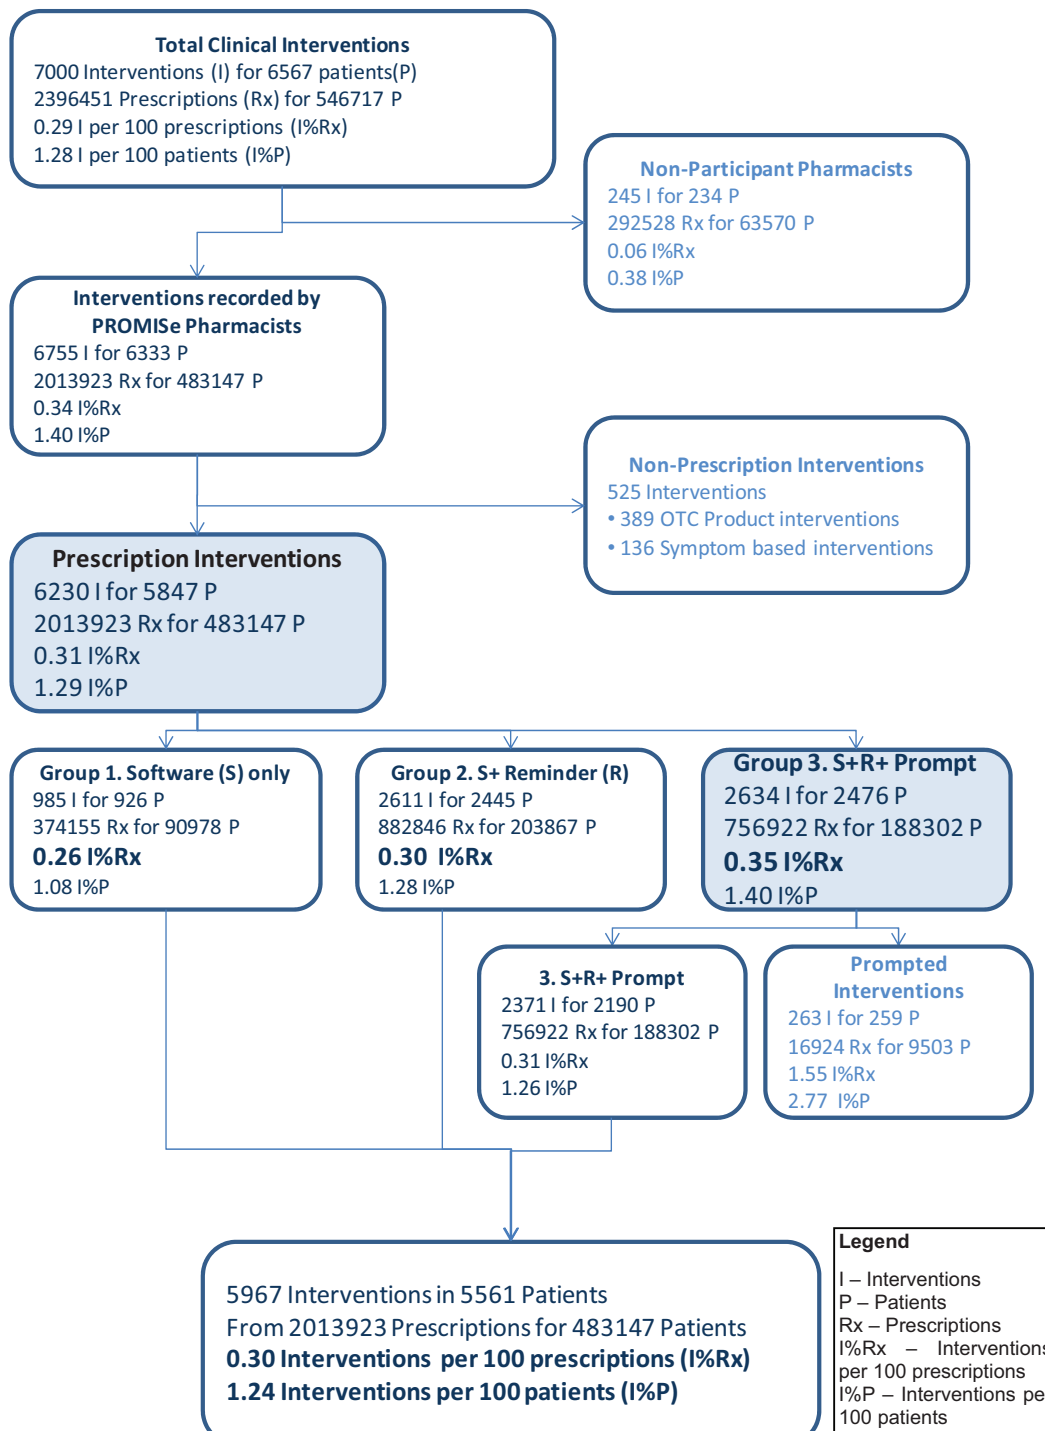 Total Clinical Interventions
7000 Interventions (I) for 6567 patients(P)
2396451 Prescriptions (Rx) for 546717 P
0.29 I per 100 prescriptions (I%Rx)
1.28 I per 100 patients (I%P)
Non-Participant Pharmacists
245 I for 234 P
292528 Rx for 63570 P
0.06 I%Rx
0.38 I%P
Interventions recorded by
PROMISe Pharmacists
6755 I for 6333 P
2013923 Rx for 483147 P
0.34 I%Rx
1.40 I%P
Non-Prescription Interventions
525 Interventions
• 389 OTC Product interventions
• 136 Symptom based interventions
Prescription Interventions
6230 I for 5847 P
2013923 Rx for 483147 P
0.31 I%Rx
1.29 I%P
Group 1. Software (S) only
985 I for 926 P
374155 Rx for 90978 P
0.26 I%Rx
1.08 I%P
Group 2. S+ Reminder (R)
2611 I for 2445 P
882846 Rx for 203867 P
0.30 I%Rx
1.28 I%P
Group 3. S+R+ Prompt
2634 I for 2476 P
756922 Rx for 188302 P
0.35 I%Rx
1.40 I%P
3. S+R+ Prompt
2371 I for 2190 P
756922 Rx for 188302 P
0.31 I%Rx
1.26 I%P
Prompted
Interventions
263 I for 259 P
16924 Rx for 9503 P
1.55 I%Rx
2.77 I%P
5967 Interventions in 5561 Patients
From 2013923 Prescriptions for 483147 Patients
0.30 Interventions per 100 prescriptions (I%Rx)
1.24 Interventions per 100 patients (I%P)
Legend
I – Interventions
P – Patients
Rx – Prescriptions
I%Rx – Interventions
per 100 prescriptions
I%P – Interventions per
100 patients